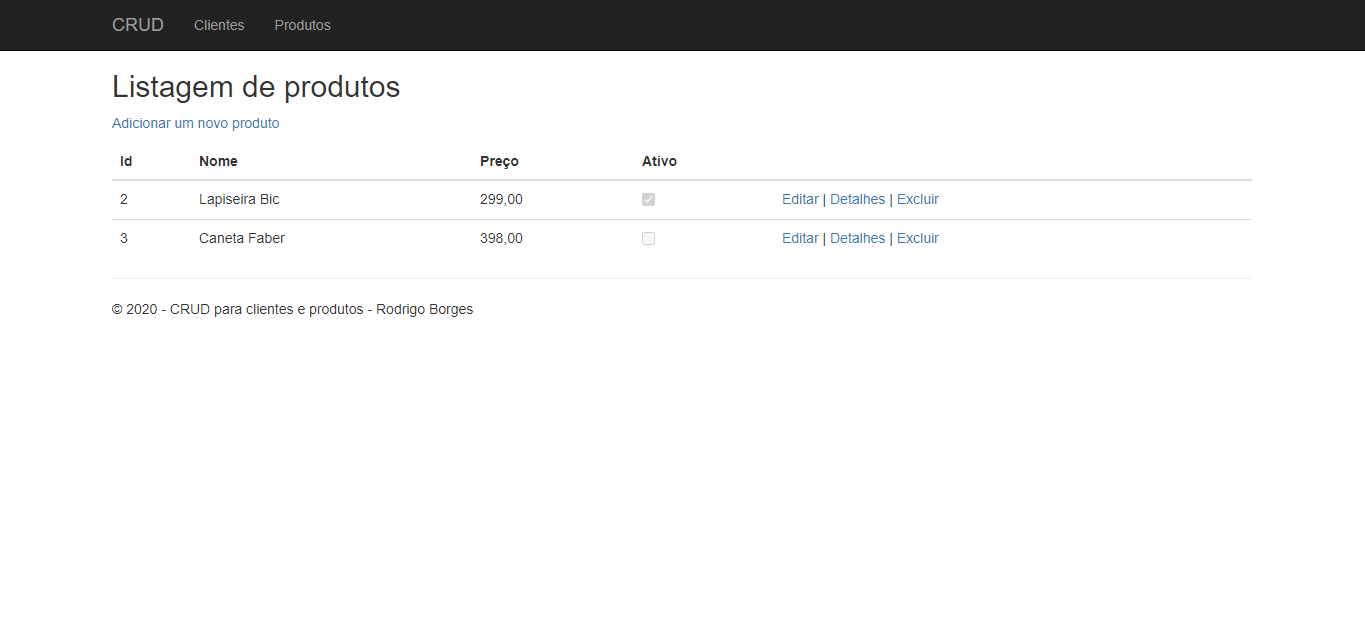 CRUD Clientes Produtos
Listagem de produtos
Adicionar um novo produto
Id Nome Preço Ativo
2 Lapiseira Bic 299,00 Editar | Detalhes | Excluir
3 Caneta Faber 398,00 Editar | Detalhes | Excluir
© 2020 - CRUD para clientes e produtos - Rodrigo Borges